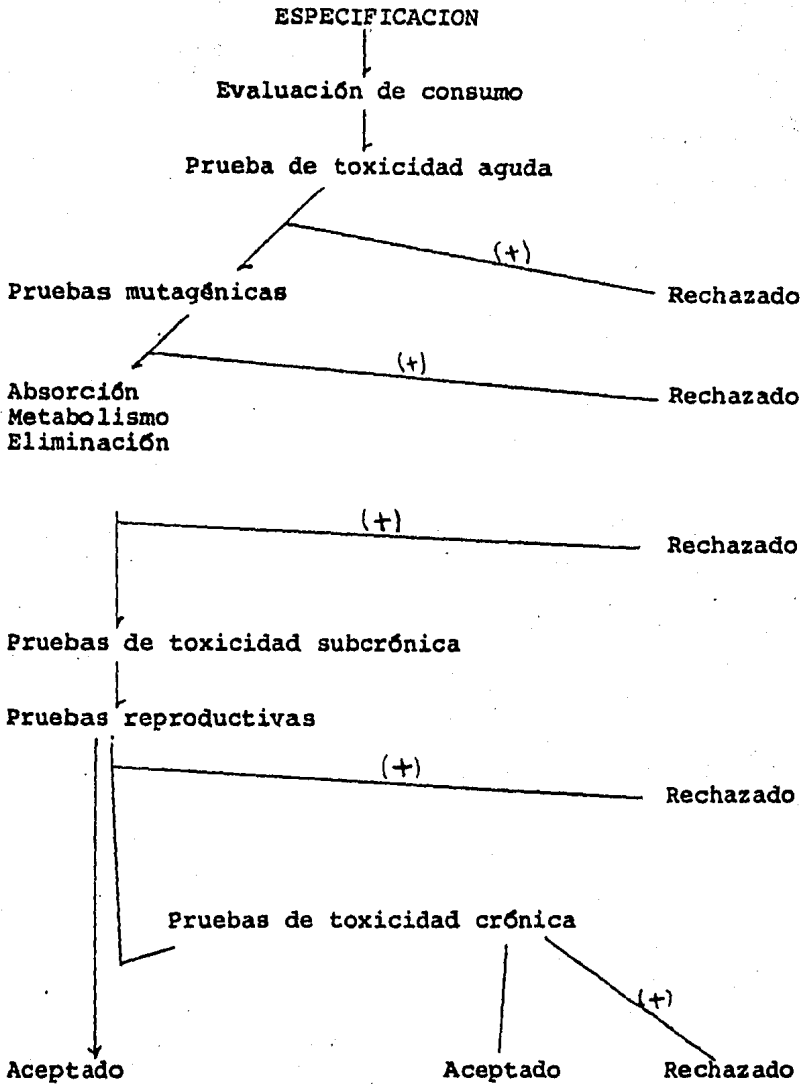 ESPECIFICACION
Evaluación de consumo
Prueba de toxicidad aguda
(+)
Pruebas mutagénicas
Rechazado
(+)
Absorción
Metabolismo
Eliminación
Rechazado
(+)
Rechazado
Pruebas de toxicidad subcrónica
Pruebas reproductivas
(+)
Rechazado
Pruebas de toxicidad crónica
(+)
Aceptado
Aceptado
Rechazado